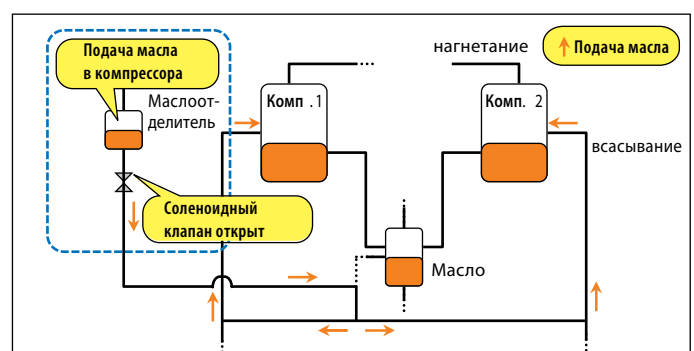 Подача масла
в компрессора
Маслоот-
делитель
Соленоидный
клапан открыт
нагнетание
Подача масла
Комп . 1
Комп. 2
всасывание
Масло